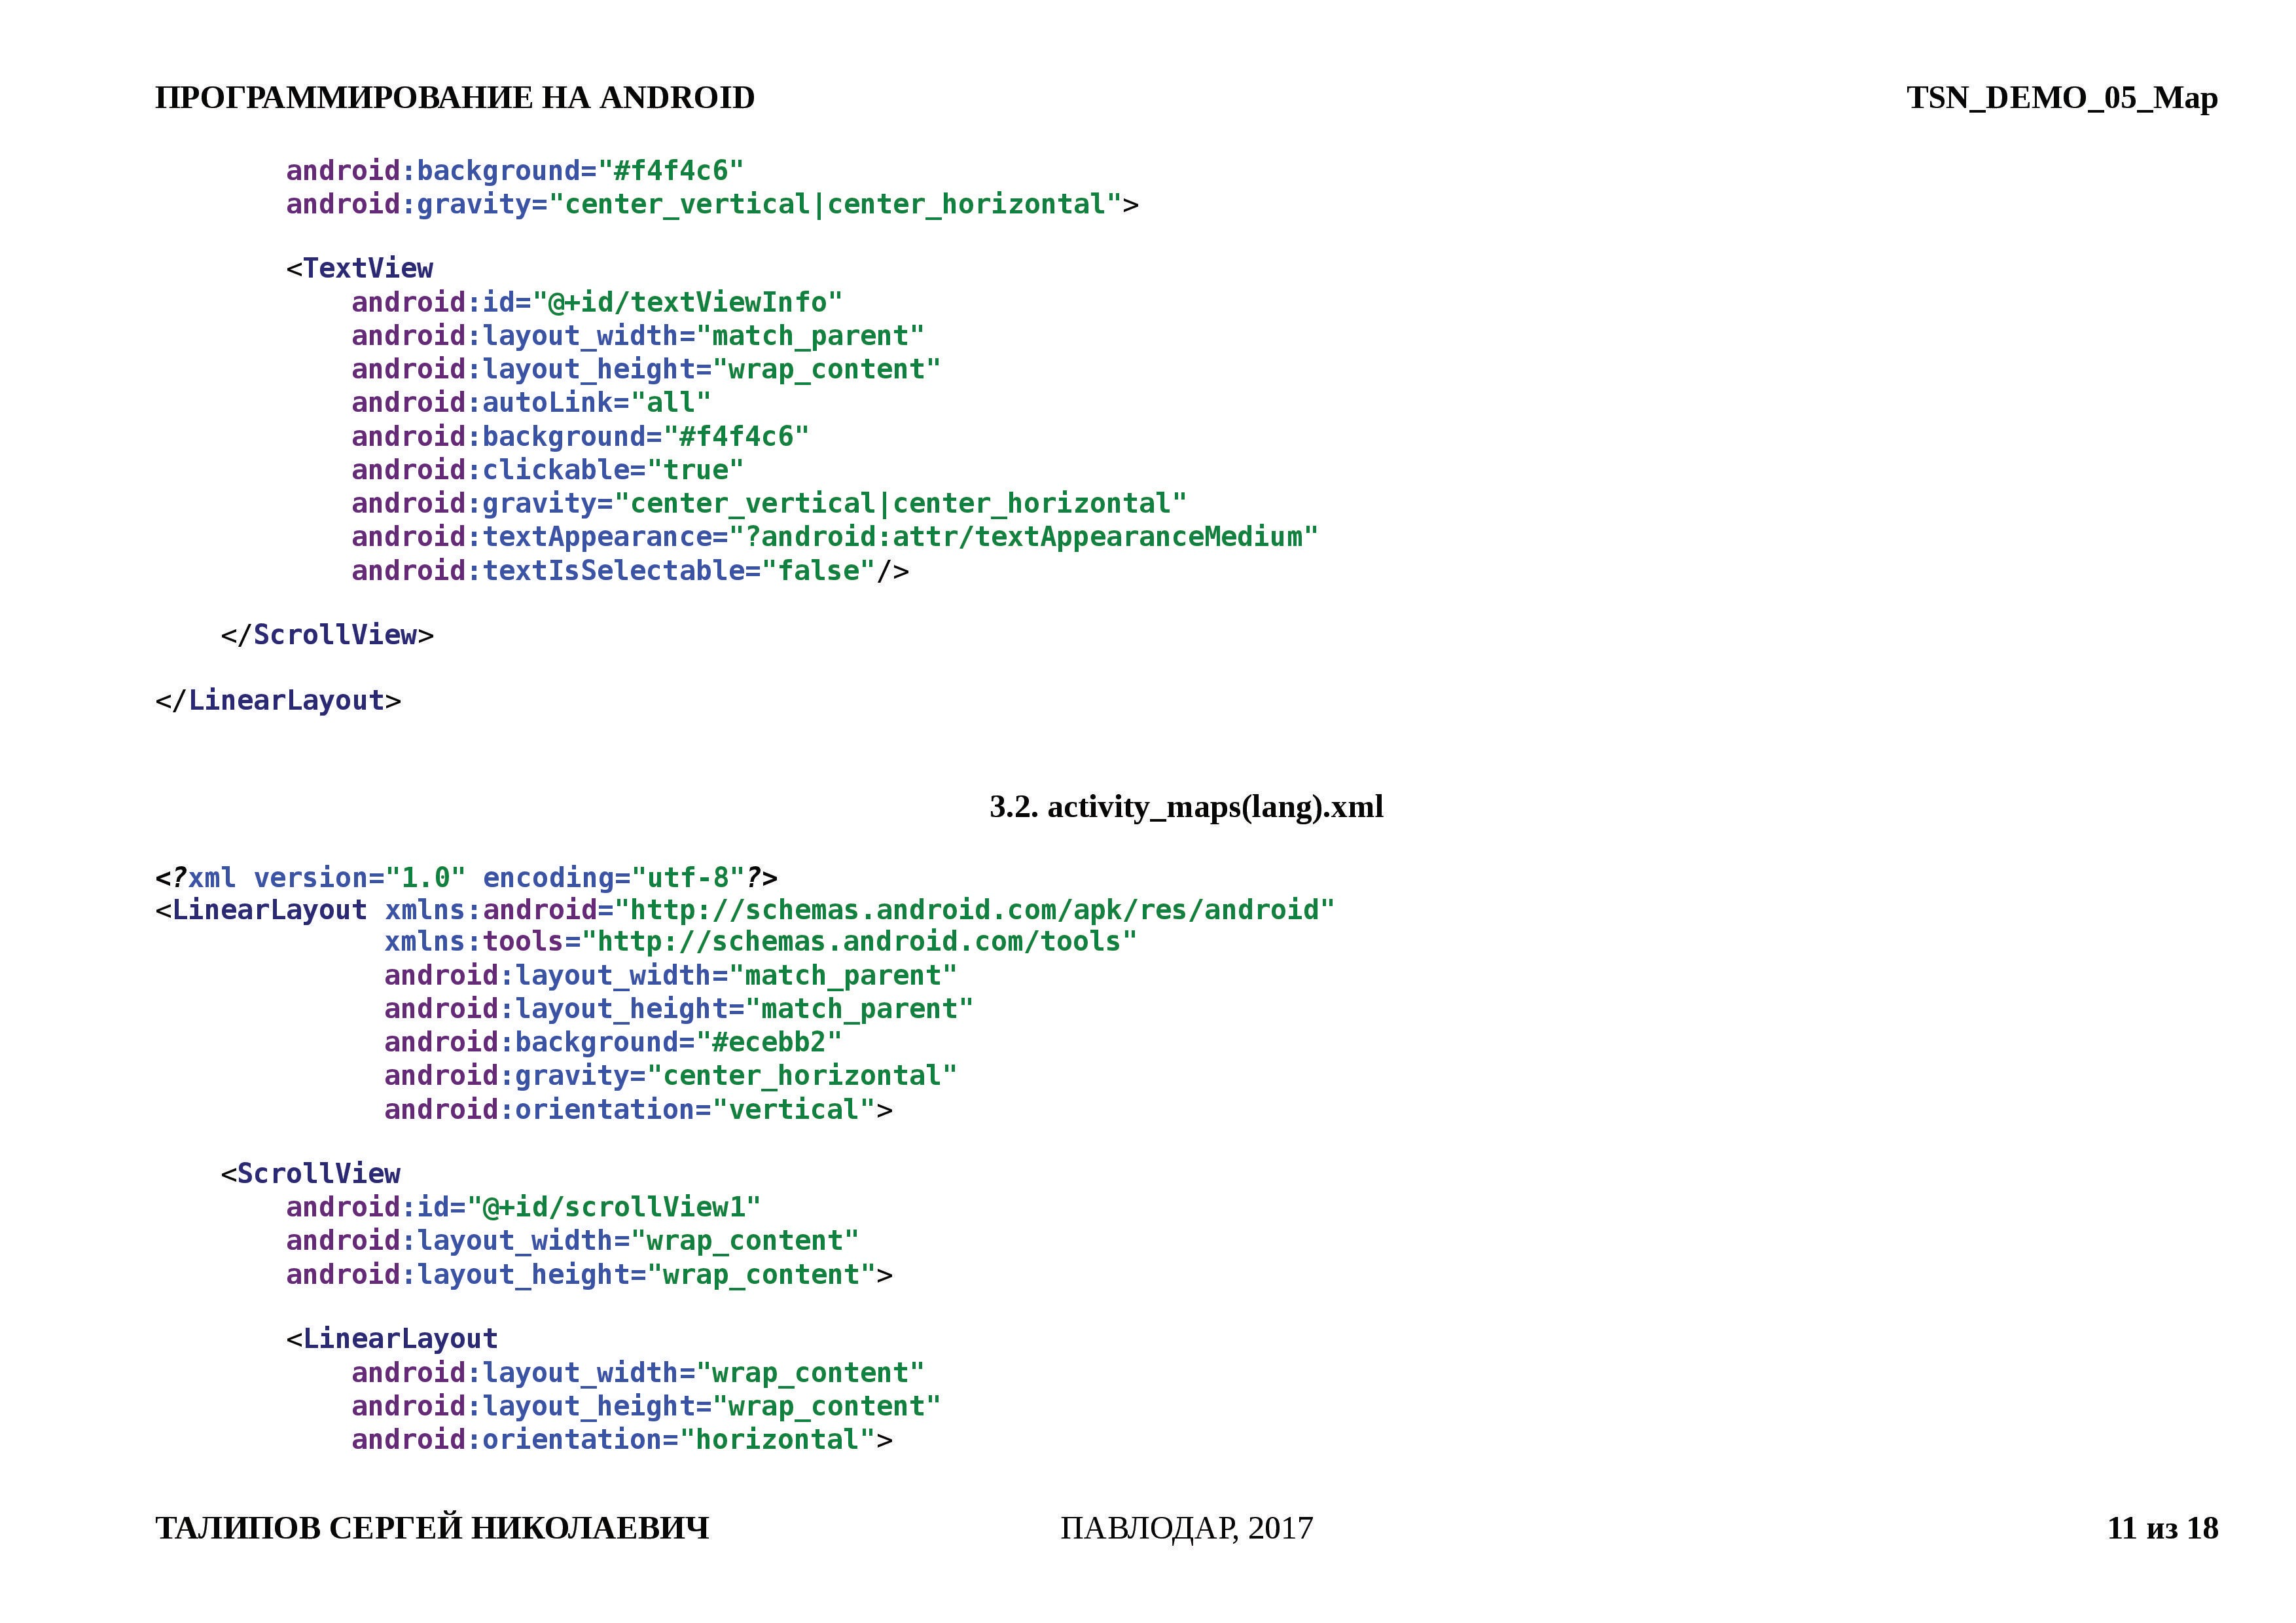 ПРОГРАММИРОВАНИЕ НА ANDROID TSN_DEMO_05_Map
android:background="#f4f4c6"
android:gravity="center_vertical|center_horizontal">
<TextView
android:id="@+id/textViewInfo"
android:layout_width="match_parent"
android:layout_height="wrap_content"
android:autoLink="all"
android:background="#f4f4c6"
android:clickable="true"
android:gravity="center_vertical|center_horizontal"
android:textAppearance="?android:attr/textAppearanceMedium"
android:textIsSelectable="false"/>
</ScrollView>
</LinearLayout>
3.2. activity_maps(lang).xml
<?xml version="1.0" encoding="utf-8"?>
<LinearLayout xmlns:android="http://schemas.android.com/apk/res/android"
xmlns:tools="http://schemas.android.com/tools"
android:layout_width="match_parent"
android:layout_height="match_parent"
android:background="#ecebb2"
android:gravity="center_horizontal"
android:orientation="vertical">
<ScrollView
android:id="@+id/scrollView1"
android:layout_width="wrap_content"
android:layout_height="wrap_content">
<LinearLayout
android:layout_width="wrap_content"
android:layout_height="wrap_content"
android:orientation="horizontal">
ТАЛИПОВ СЕРГЕЙ НИКОЛАЕВИЧ ПАВЛОДАР, 2017 11 из 18